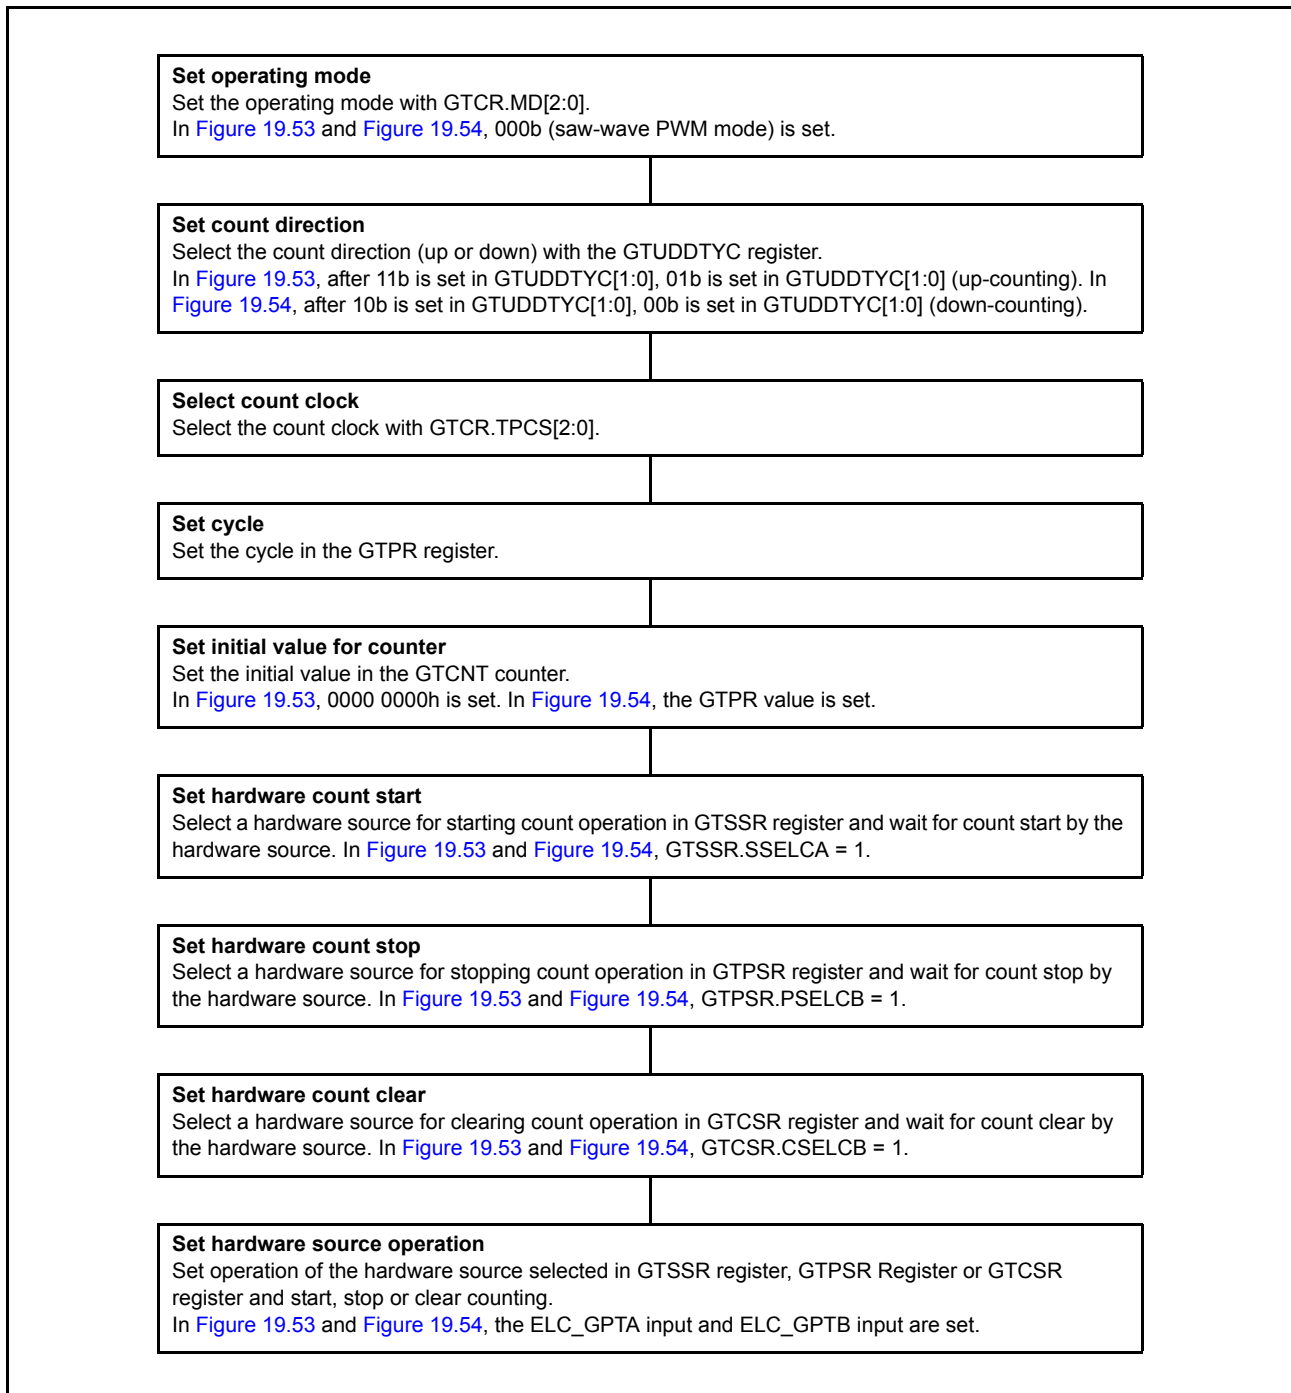 Set operating mode
Set the operating mode with GTCR.MD[2:0].
In Figure 19.53 and Figure 19.54, 000b (saw-wave PWM mode) is set.
Set count direction
Select the count direction (up or down) with the GTUDDTYC register.
In Figure 19.53, after 11b is set in GTUDDTYC[1:0], 01b is set in GTUDDTYC[1:0] (up-counting). In
Figure 19.54, after 10b is set in GTUDDTYC[1:0], 00b is set in GTUDDTYC[1:0] (down-counting).
Select count clock
Select the count clock with GTCR.TPCS[2:0].
Set cycle
Set the cycle in the GTPR register.
Set initial value for counter
Set the initial value in the GTCNT counter.
In Figure 19.53, 0000 0000h is set. In Figure 19.54, the GTPR value is set.
Set hardware count start
Select a hardware source for starting count operation in GTSSR register and wait for count start by the
hardware source. In Figure 19.53 and Figure 19.54, GTSSR.SSELCA = 1.
Set hardware count stop
Select a hardware source for stopping count operation in GTPSR register and wait for count stop by
the hardware source. In Figure 19.53 and Figure 19.54, GTPSR.PSELCB = 1.
Set hardware count clear
Select a hardware source for clearing count operation in GTCSR register and wait for count clear by
the hardware source. In Figure 19.53 and Figure 19.54, GTCSR.CSELCB = 1.
Set hardware source operation
Set operation of the hardware source selected in GTSSR register, GTPSR Register or GTCSR
register and start, stop or clear counting.
In Figure 19.53 and Figure 19.54, the ELC_GPTA input and ELC_GPTB input are set.